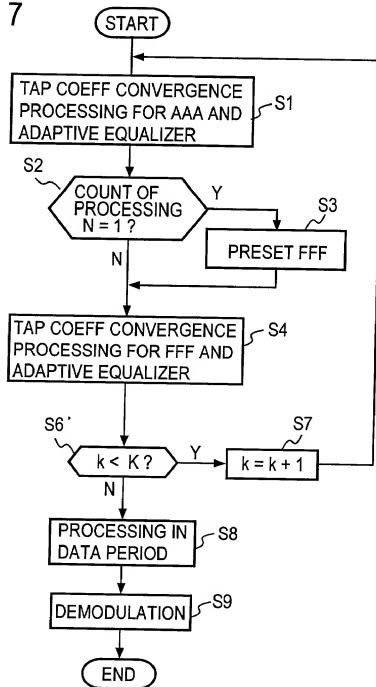 7
START
TAP COEFF CONVERGENCE
PROCESSING FOR AAA AND
ADAPTIVE EQUALIZER
S1
S2
COUNT OF
PROCESSING
N = 1 ?
Y
S3
PRESET FFF
N
TAP COEFF CONVERGENCE
PROCESSING FOR FFF AND
ADAPTIVE EQUALIZER
S4
S6'
k < K ?
Y
S7
k = k + 1
N
PROCESSING IN
DATA PERIOD
S8
DEMODULATION
S9
END